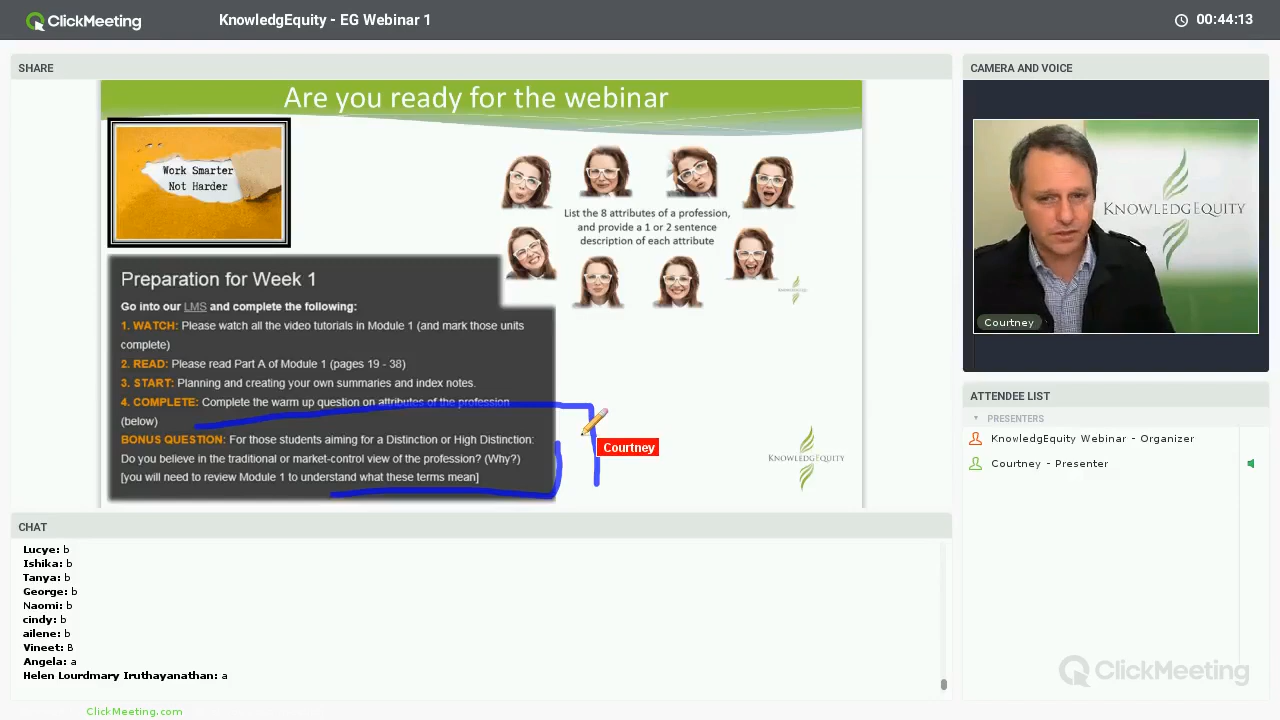 ClickMeeting
KnowledgEquity - EG Webinar 1
00:44:13
SHARE
Are you ready for the webinar
Work Smarter
Not Harder
List the 8 attributes of a profession,
and provide a 1 or 2 sentence
description of each attribute
Preparation for Week 1
Go into our LMS and complete the following:
1. WATCH: Please watch all the video tutorials in Module 1 (and mark those units
complete)
2. READ: Please read Part A of Module 1 (pages 19 - 38)
3. START: Planning and creating your own summaries and index notes.
4. COMPLETE: Complete the warm up question on attributes of the profession
(below)
BONUS QUESTION: For those students aiming for a Distinction or High Distinction:
Do you believe in the traditional or market-control view of the profession? (Why?)
[you will need to review Module 1 to understand what these terms mean]
Courtney
KNOWLEDGEQUITY
CAMERA AND VOICE
KNOWLEDGEQUITY
Courtney
ATTENDEE LIST
PRESENTERS
KnowledgEquity Webinar - Organizer
Courtney - Presenter
CHAT
Lucye: b
Ishika: b
Tanya: b
George: b
Naomi: b
cindy: b
ailene: b
Vineet: B
Angela: a
Helen Lourdmary Iruthayanathan: a
ClickMeeting
ClickMeeting.com